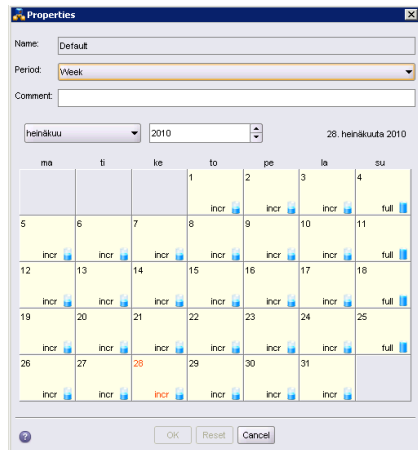 Properties
Name: Default
Period: Week
Comment:
heinäkuu 2010 28. heinäkuuta 2010
ma ti ke to pe la su
1 2 3 4
incr incr incr full
5 6 7 8 9 10 11
incr incr incr incr incr incr full
12 13 14 15 16 17 18
incr incr incr incr incr incr full
19 20 21 22 23 24 25
incr incr incr incr incr incr full
26 27 28 29 30 31
incr incr incr incr incr incr
OK Reset Cancel